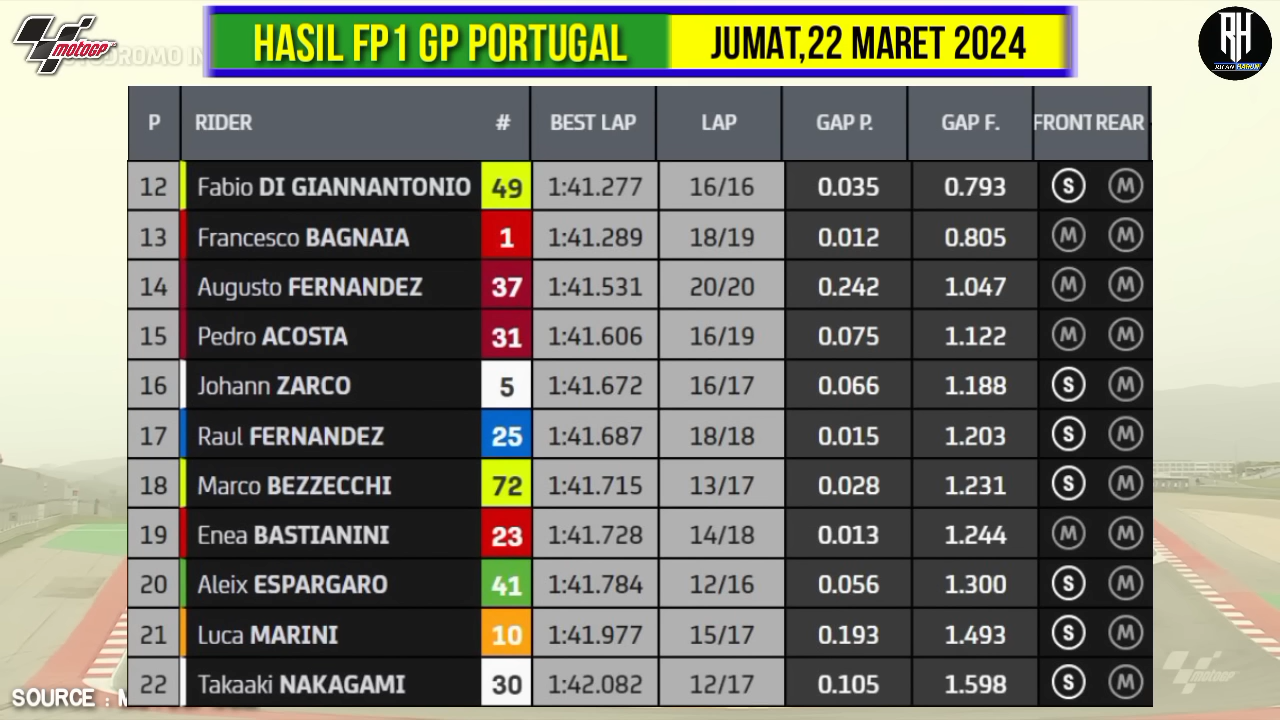 MotoGP
HASIL FP1 GP PORTUGAL
JUMAT,22 MARET 2024
RH
P RIDER # BEST LAP LAP GAP P. GAP F. FRONT REAR
12 Fabio DI GIANNANTONIO 49 1:41.277 16/16 0.035 0.793 S M
13 Francesco BAGNAIA 1 1:41.289 18/19 0.012 0.805 M M
14 Augusto FERNANDEZ 37 1:41.531 20/20 0.242 1.047 M M
15 Pedro ACOSTA 31 1:41.606 16/19 0.075 1.122 M M
16 Johann ZARCO 5 1:41.672 16/17 0.066 1.188 S M
17 Raul FERNANDEZ 25 1:41.687 18/18 0.015 1.203 S M
18 Marco BEZZECCHI 72 1:41.715 13/17 0.028 1.231 S M
19 Enea BASTIANINI 23 1:41.728 14/18 0.013 1.244 M M
20 Aleix ESPARGARO 41 1:41.784 12/16 0.056 1.300 S M
21 Luca MARINI 10 1:41.977 15/17 0.193 1.493 S M
22 Takaaki NAKAGAMI 30 1:42.082 12/17 0.105 1.598 S M
SOURCE :
MotoGP